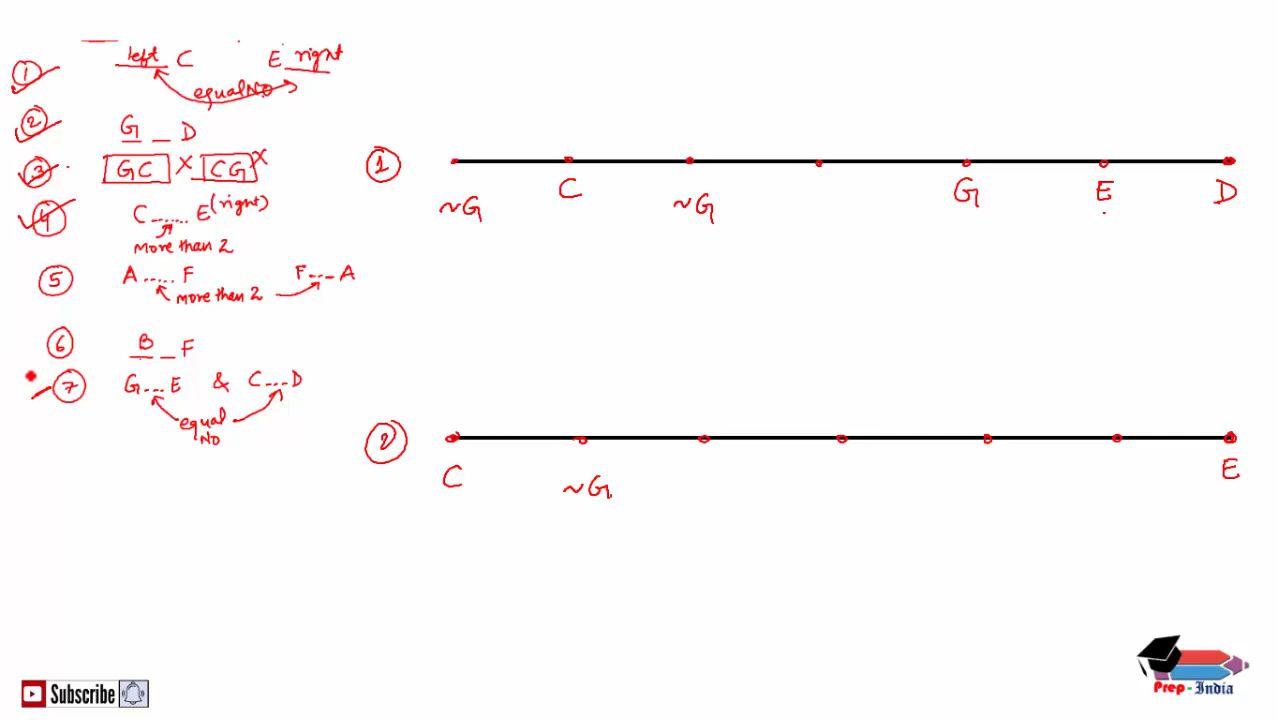 ① left C E right
equal No
② G _ D
③ GC × CG ×
④ C ...... E (right)
more than 2
⑤ A ..... F F ... A
more than 2
⑥ B _ F
⑦ G ... E & C ... D
equal
No
①
C G E D
~G ~G
②
C E
~G
Subscribe
Prep - India